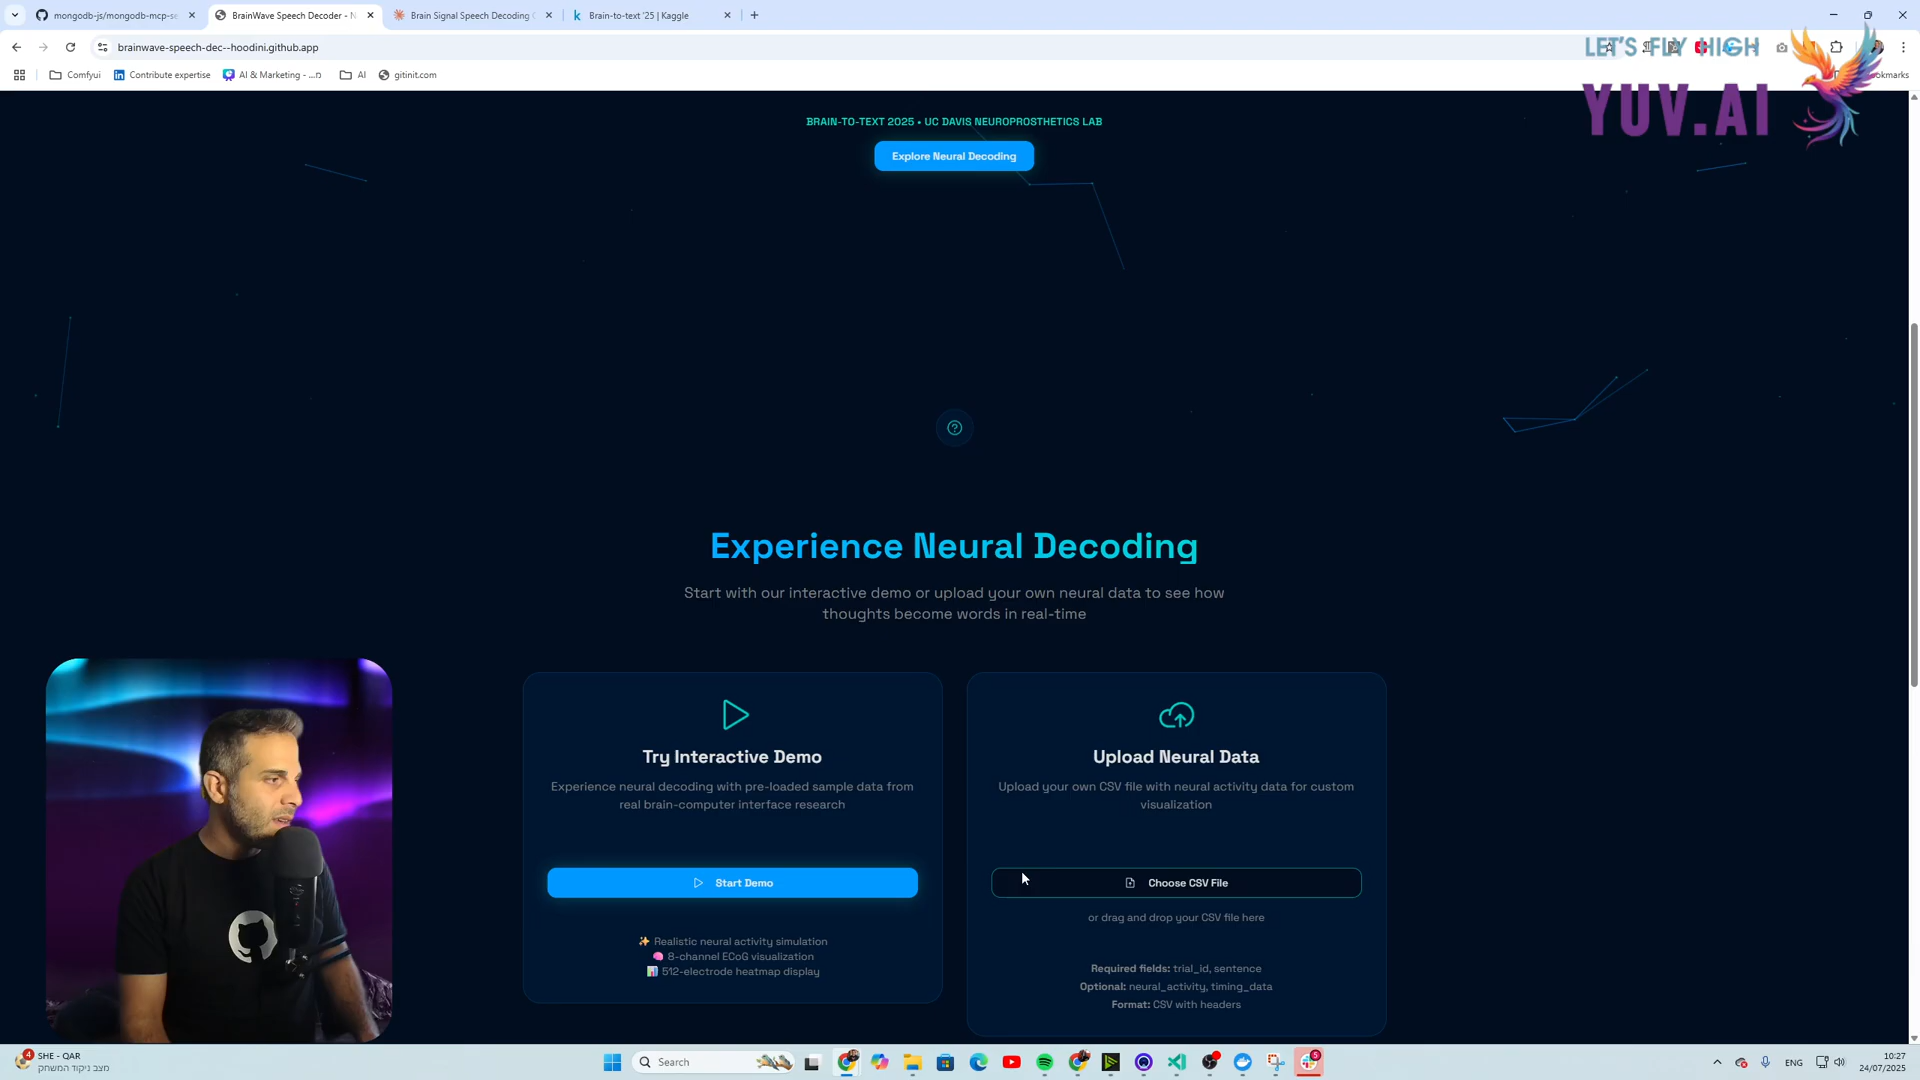 mongodb-js/mongodb-mcp-se
BrainWave Speech Decoder - N
Brain Signal Speech Decoding C
Brain-to-text '25 | Kaggle
brainwave-speech-dec--hoodini.github.app
LET'S FLY HIGH
Comfyui
Contribute expertise
AI & Marketing - ...מ
AI
gitinit.com
ookmarks
YUV.AI
BRAIN-TO-TEXT 2025 • UC DAVIS NEUROPROSTHETICS LAB
Explore Neural Decoding
Experience Neural Decoding
Start with our interactive demo or upload your own neural data to see how
thoughts become words in real-time
Try Interactive Demo
Experience neural decoding with pre-loaded sample data from
real brain-computer interface research
Start Demo
✨ Realistic neural activity simulation
🧠 8-channel ECoG visualization
📊 512-electrode heatmap display
Upload Neural Data
Upload your own CSV file with neural activity data for custom
visualization
Choose CSV File
or drag and drop your CSV file here
Required fields: trial_id, sentence
Optional: neural_activity, timing_data
Format: CSV with headers
4
SHE - QAR
מצב ניקוד המשחק
Search
5
ENG
10:27
24/07/2025